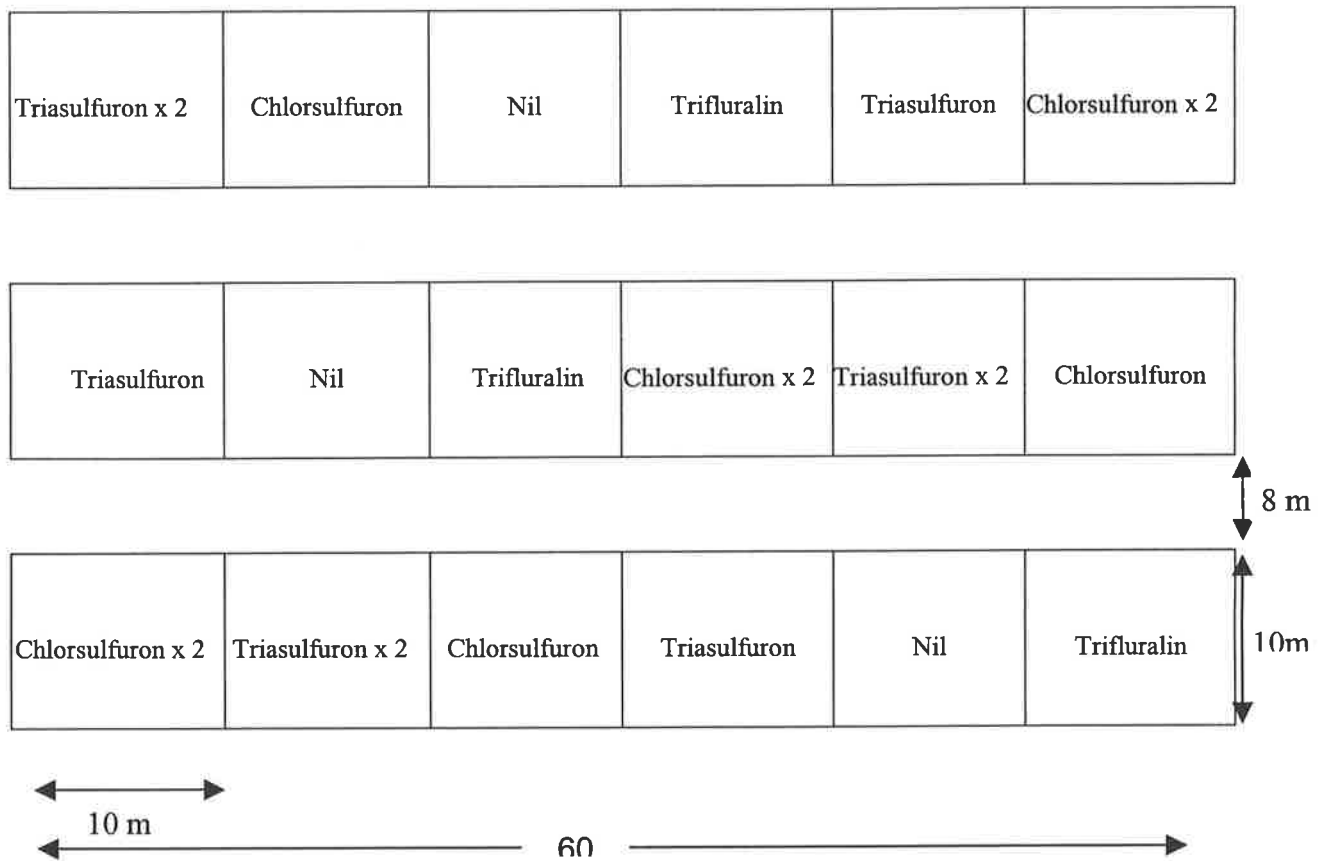 Triasulfuron x 2 Chlorsulfuron Nil Trifluralin Triasulfuron Chlorsulfuron x 2
Triasulfuron Nil Trifluralin Chlorsulfuron x 2 Triasulfuron x 2 Chlorsulfuron
8 m
Chlorsulfuron x 2 Triasulfuron x 2 Chlorsulfuron Triasulfuron Nil Trifluralin
10m
10 m
60